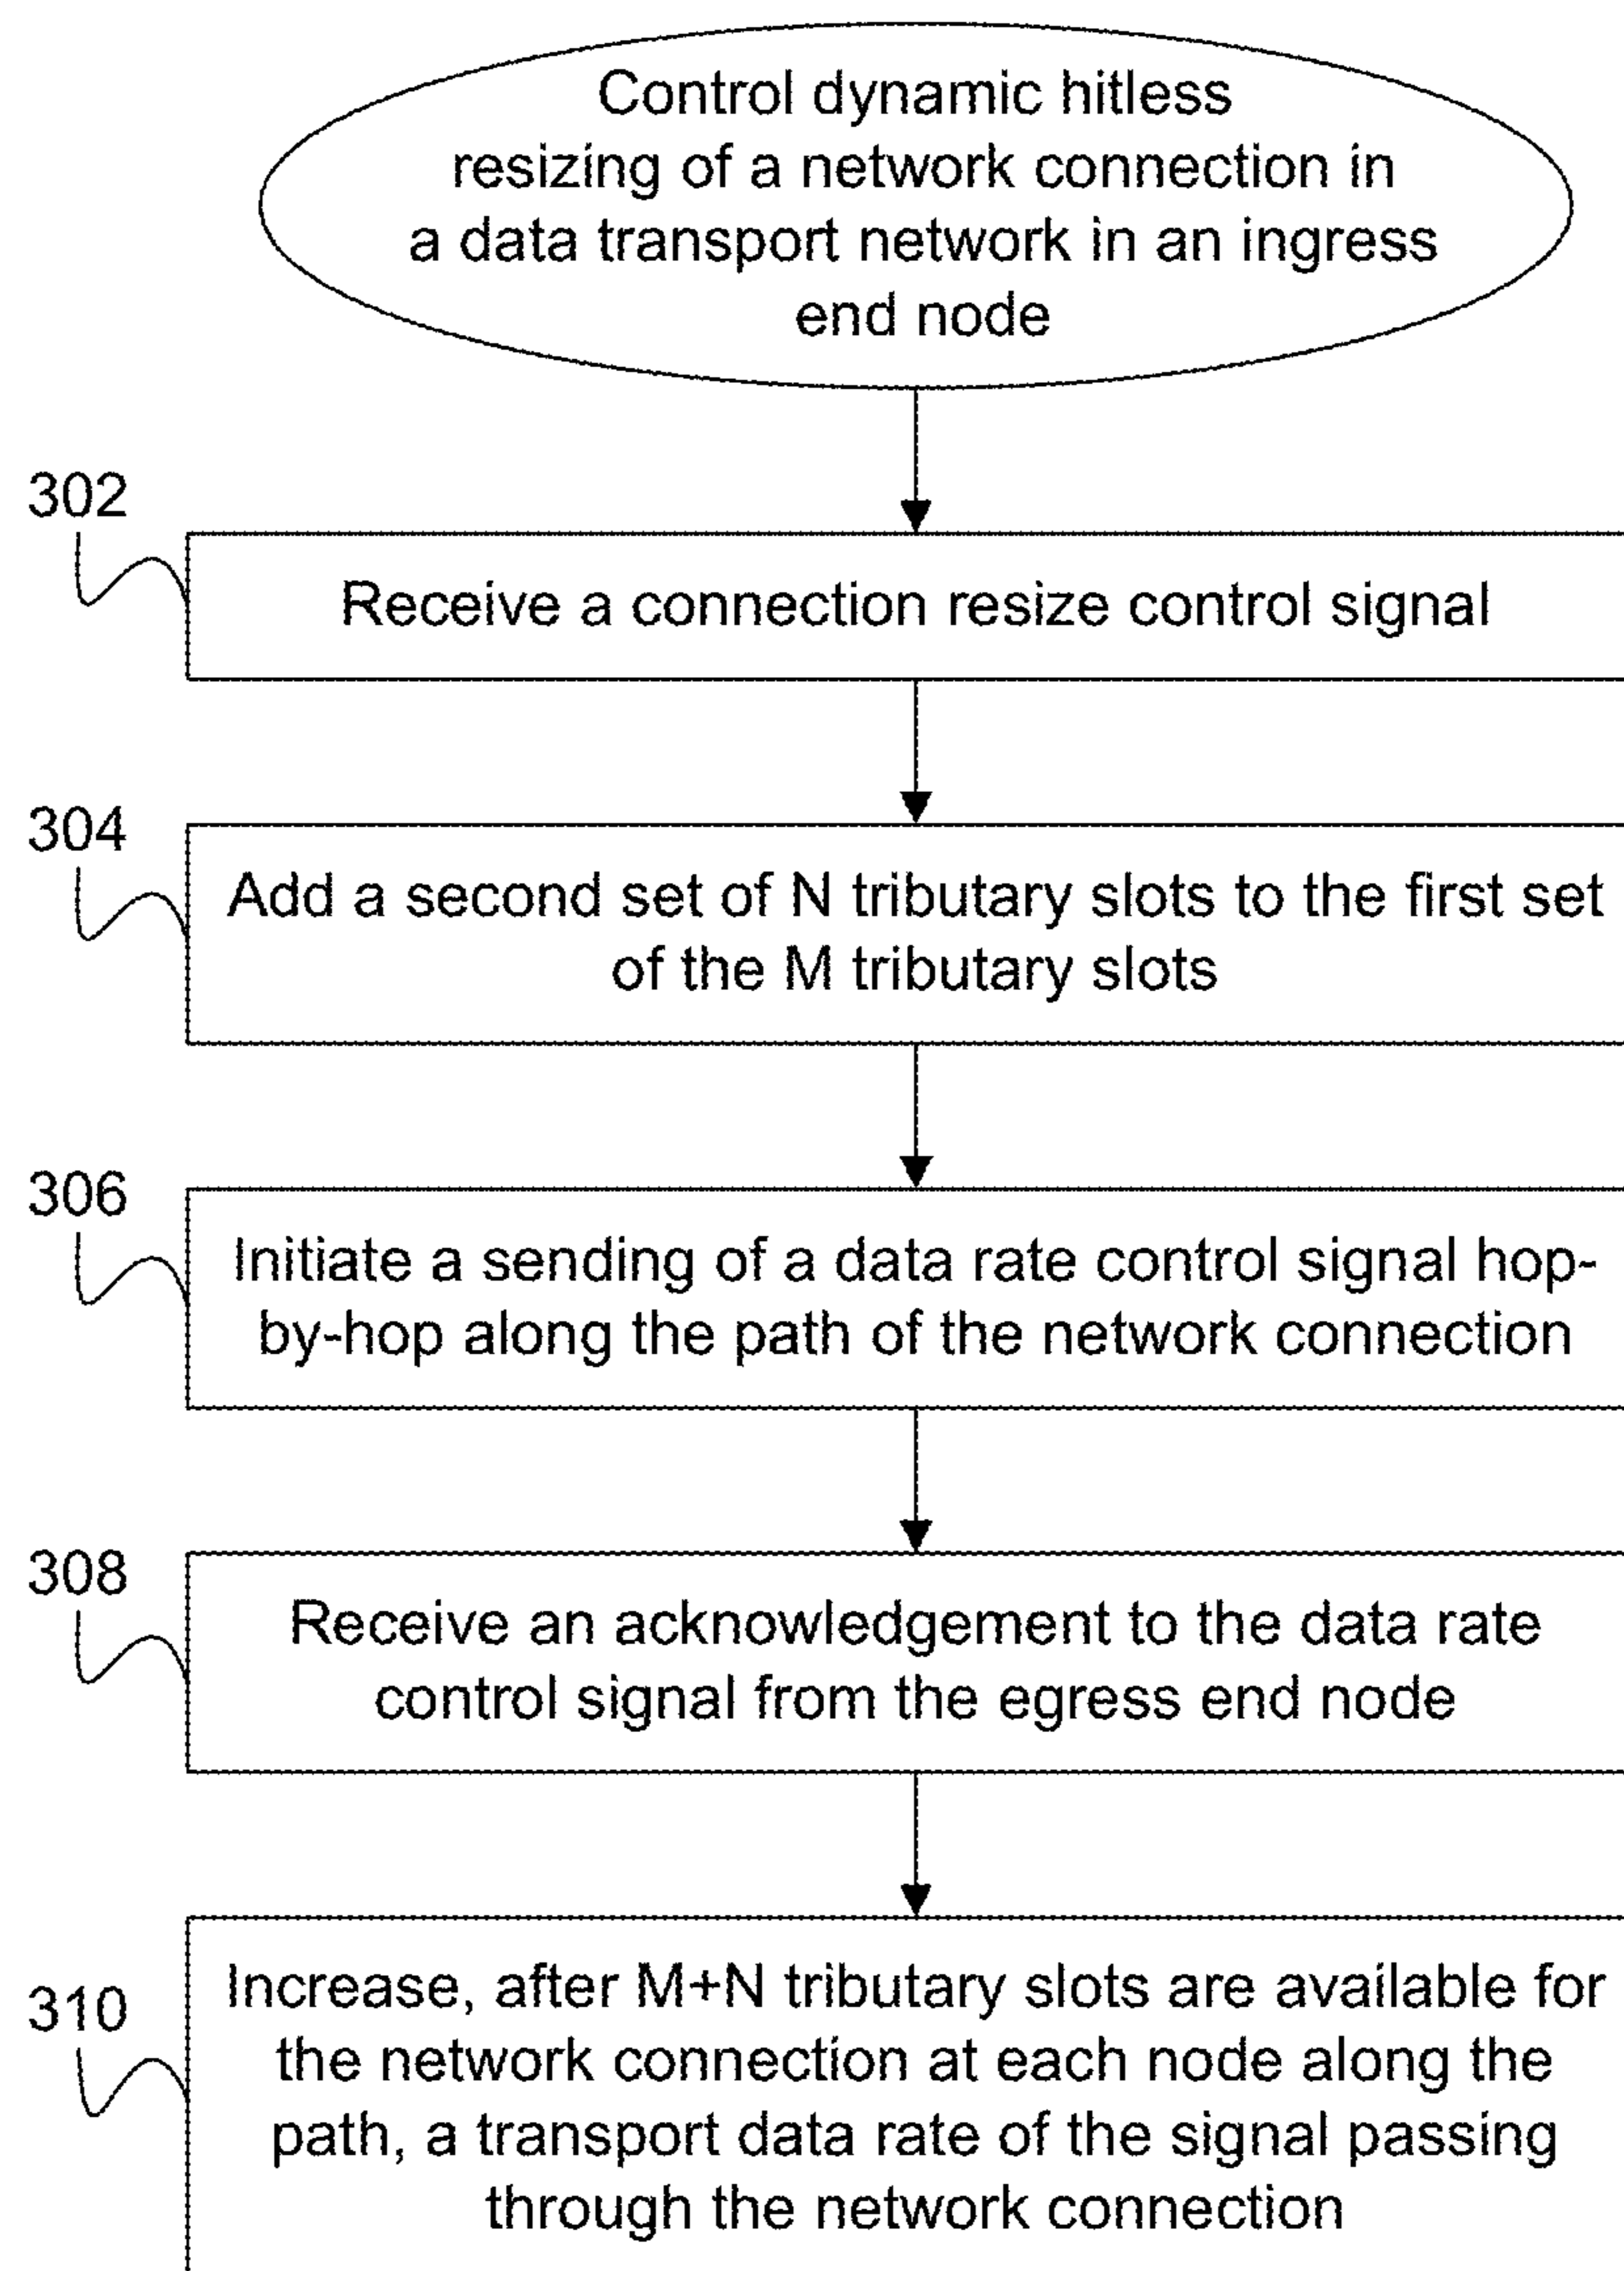 Control dynamic hitless
resizing of a network connection in
a data transport network in an ingress
end node
302
Receive a connection resize control signal
304
Add a second set of N tributary slots to the first set
of the M tributary slots
306
Initiate a sending of a data rate control signal hop-
by-hop along the path of the network connection
308
Receive an acknowledgement to the data rate
control signal from the egress end node
310
Increase, after M+N tributary slots are available for
the network connection at each node along the
path, a transport data rate of the signal passing
through the network connection